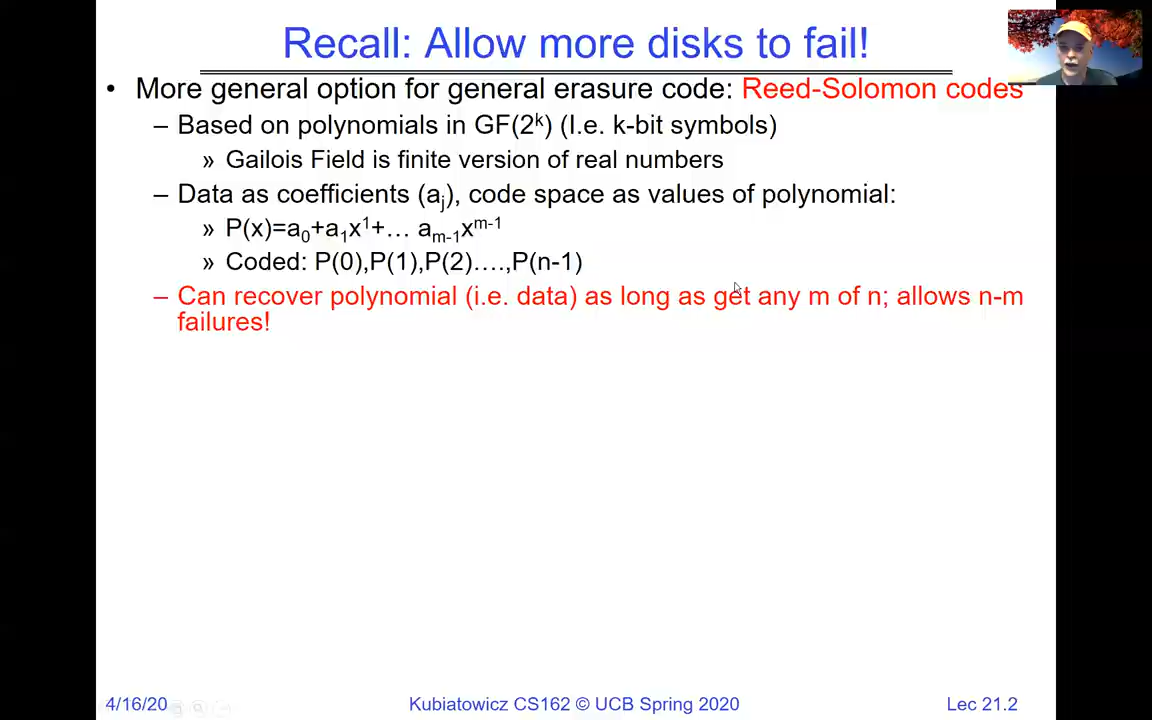 Recall: Allow more disks to fail!
• More general option for general erasure code: Reed-Solomon codes
– Based on polynomials in GF(2ᵏ) (I.e. k-bit symbols)
» Gailois Field is finite version of real numbers
– Data as coefficients (aⱼ), code space as values of polynomial:
» P(x)=a₀+a₁x¹+… aₘ₋₁xᵐ⁻¹
» Coded: P(0),P(1),P(2)….,P(n-1)
– Can recover polynomial (i.e. data) as long as get any m of n; allows n-m
failures!
4/16/20 Kubiatowicz CS162 © UCB Spring 2020 Lec 21.2